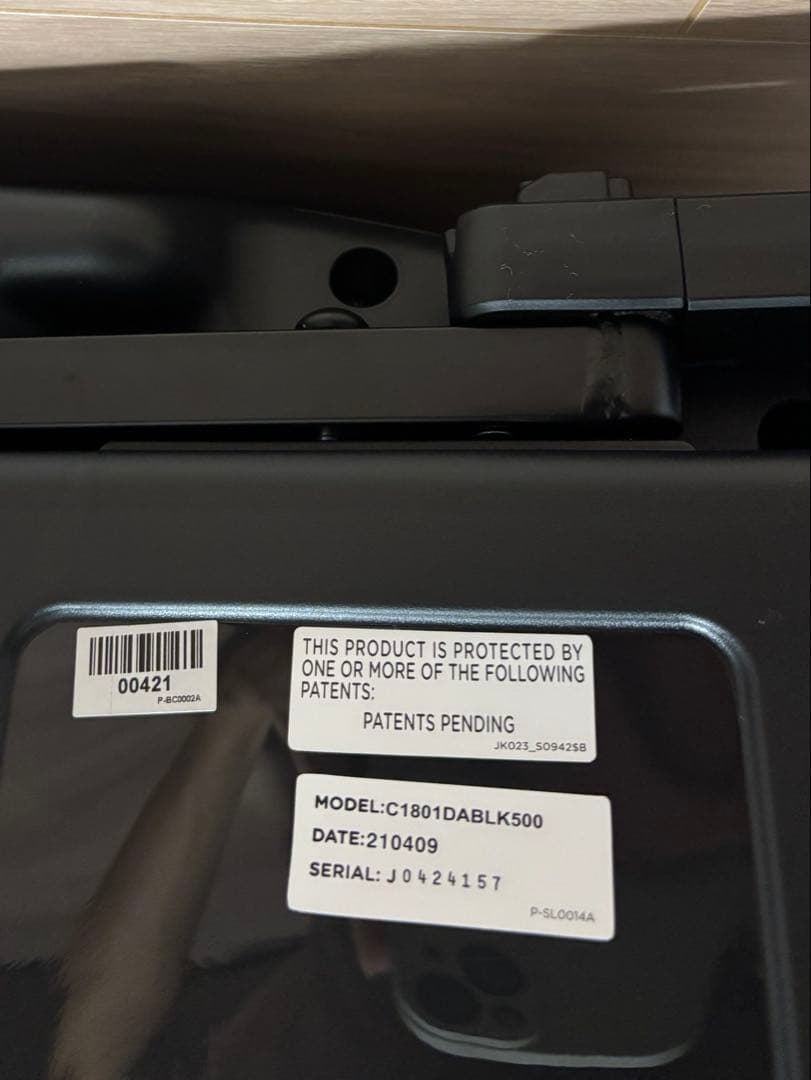 00421
P-BC0002A
THIS PRODUCT IS PROTECTED BY
ONE OR MORE OF THE FOLLOWING
PATENTS:
PATENTS PENDING
JK023_S0942$B
MODEL:C1801DABLK500
DATE:210409
SERIAL: J0424157
P-SL0014A